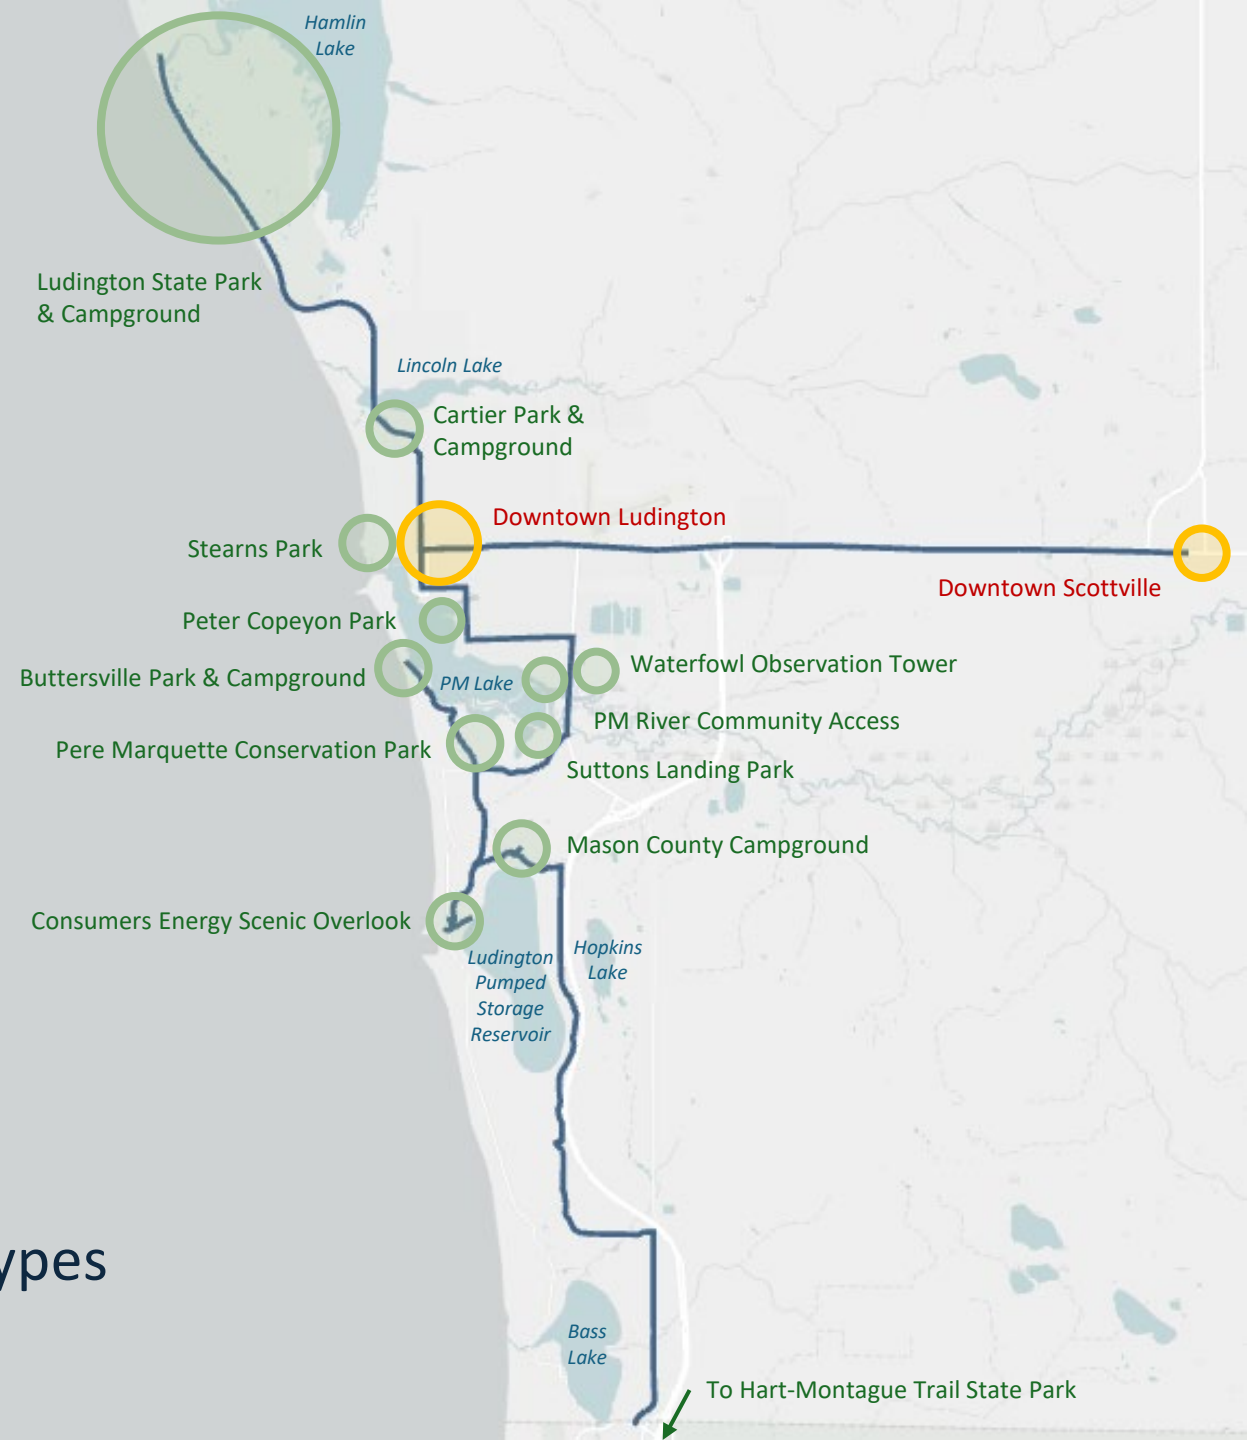 Hamlin
Lake
Ludington State Park
& Campground
Lincoln Lake
Cartier Park &
Campground
Downtown Ludington
Stearns Park
Downtown Scottville
Peter Copeyon Park
Waterfowl Observation Tower
Buttersville Park & Campground
PM Lake
PM River Community Access
Pere Marquette Conservation Park
Suttons Landing Park
Mason County Campground
Consumers Energy Scenic Overlook
Hopkins
Lake
Ludington
Pumped
Storage
Reservoir
ypes
Bass
Lake
To Hart-Montague Trail State Park